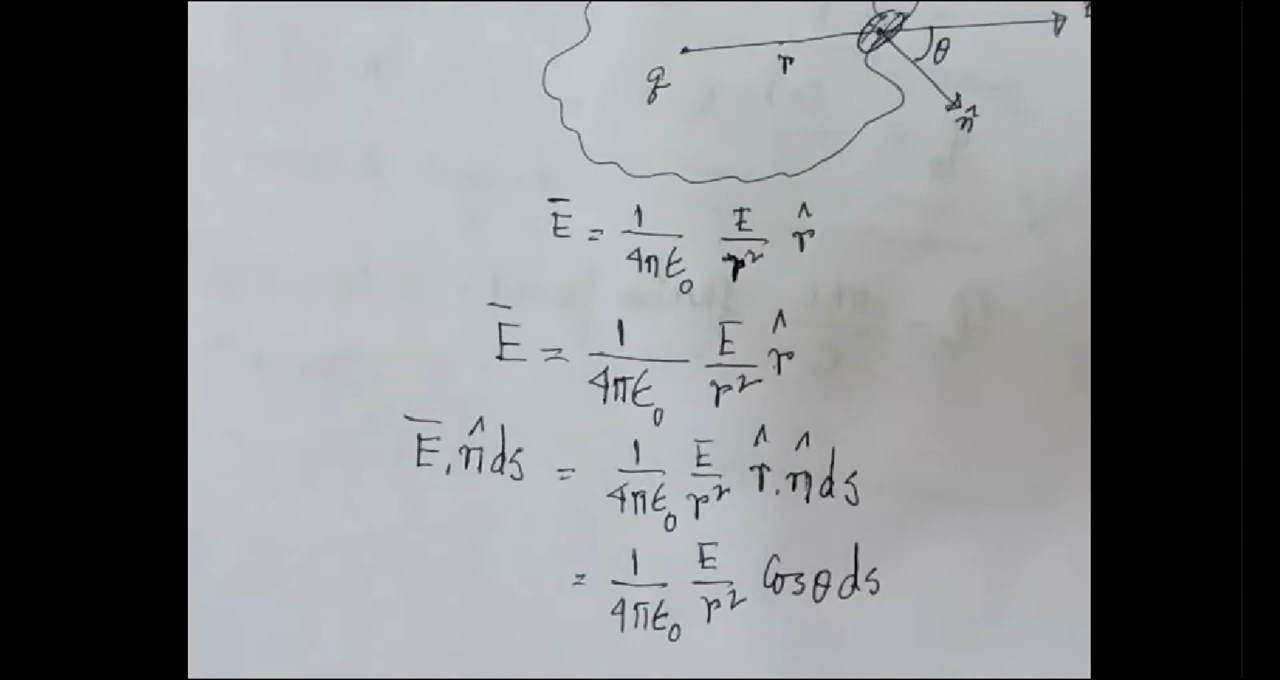 θ
r
q
n̂
E̅ = 1/4πε₀ E/r² r̂
E̅ = 1/4πε₀ E/r² r̂
E̅.n̂ds = 1/4πε₀ E/r² r̂.n̂ds
= 1/4πε₀ E/r² Cosθds